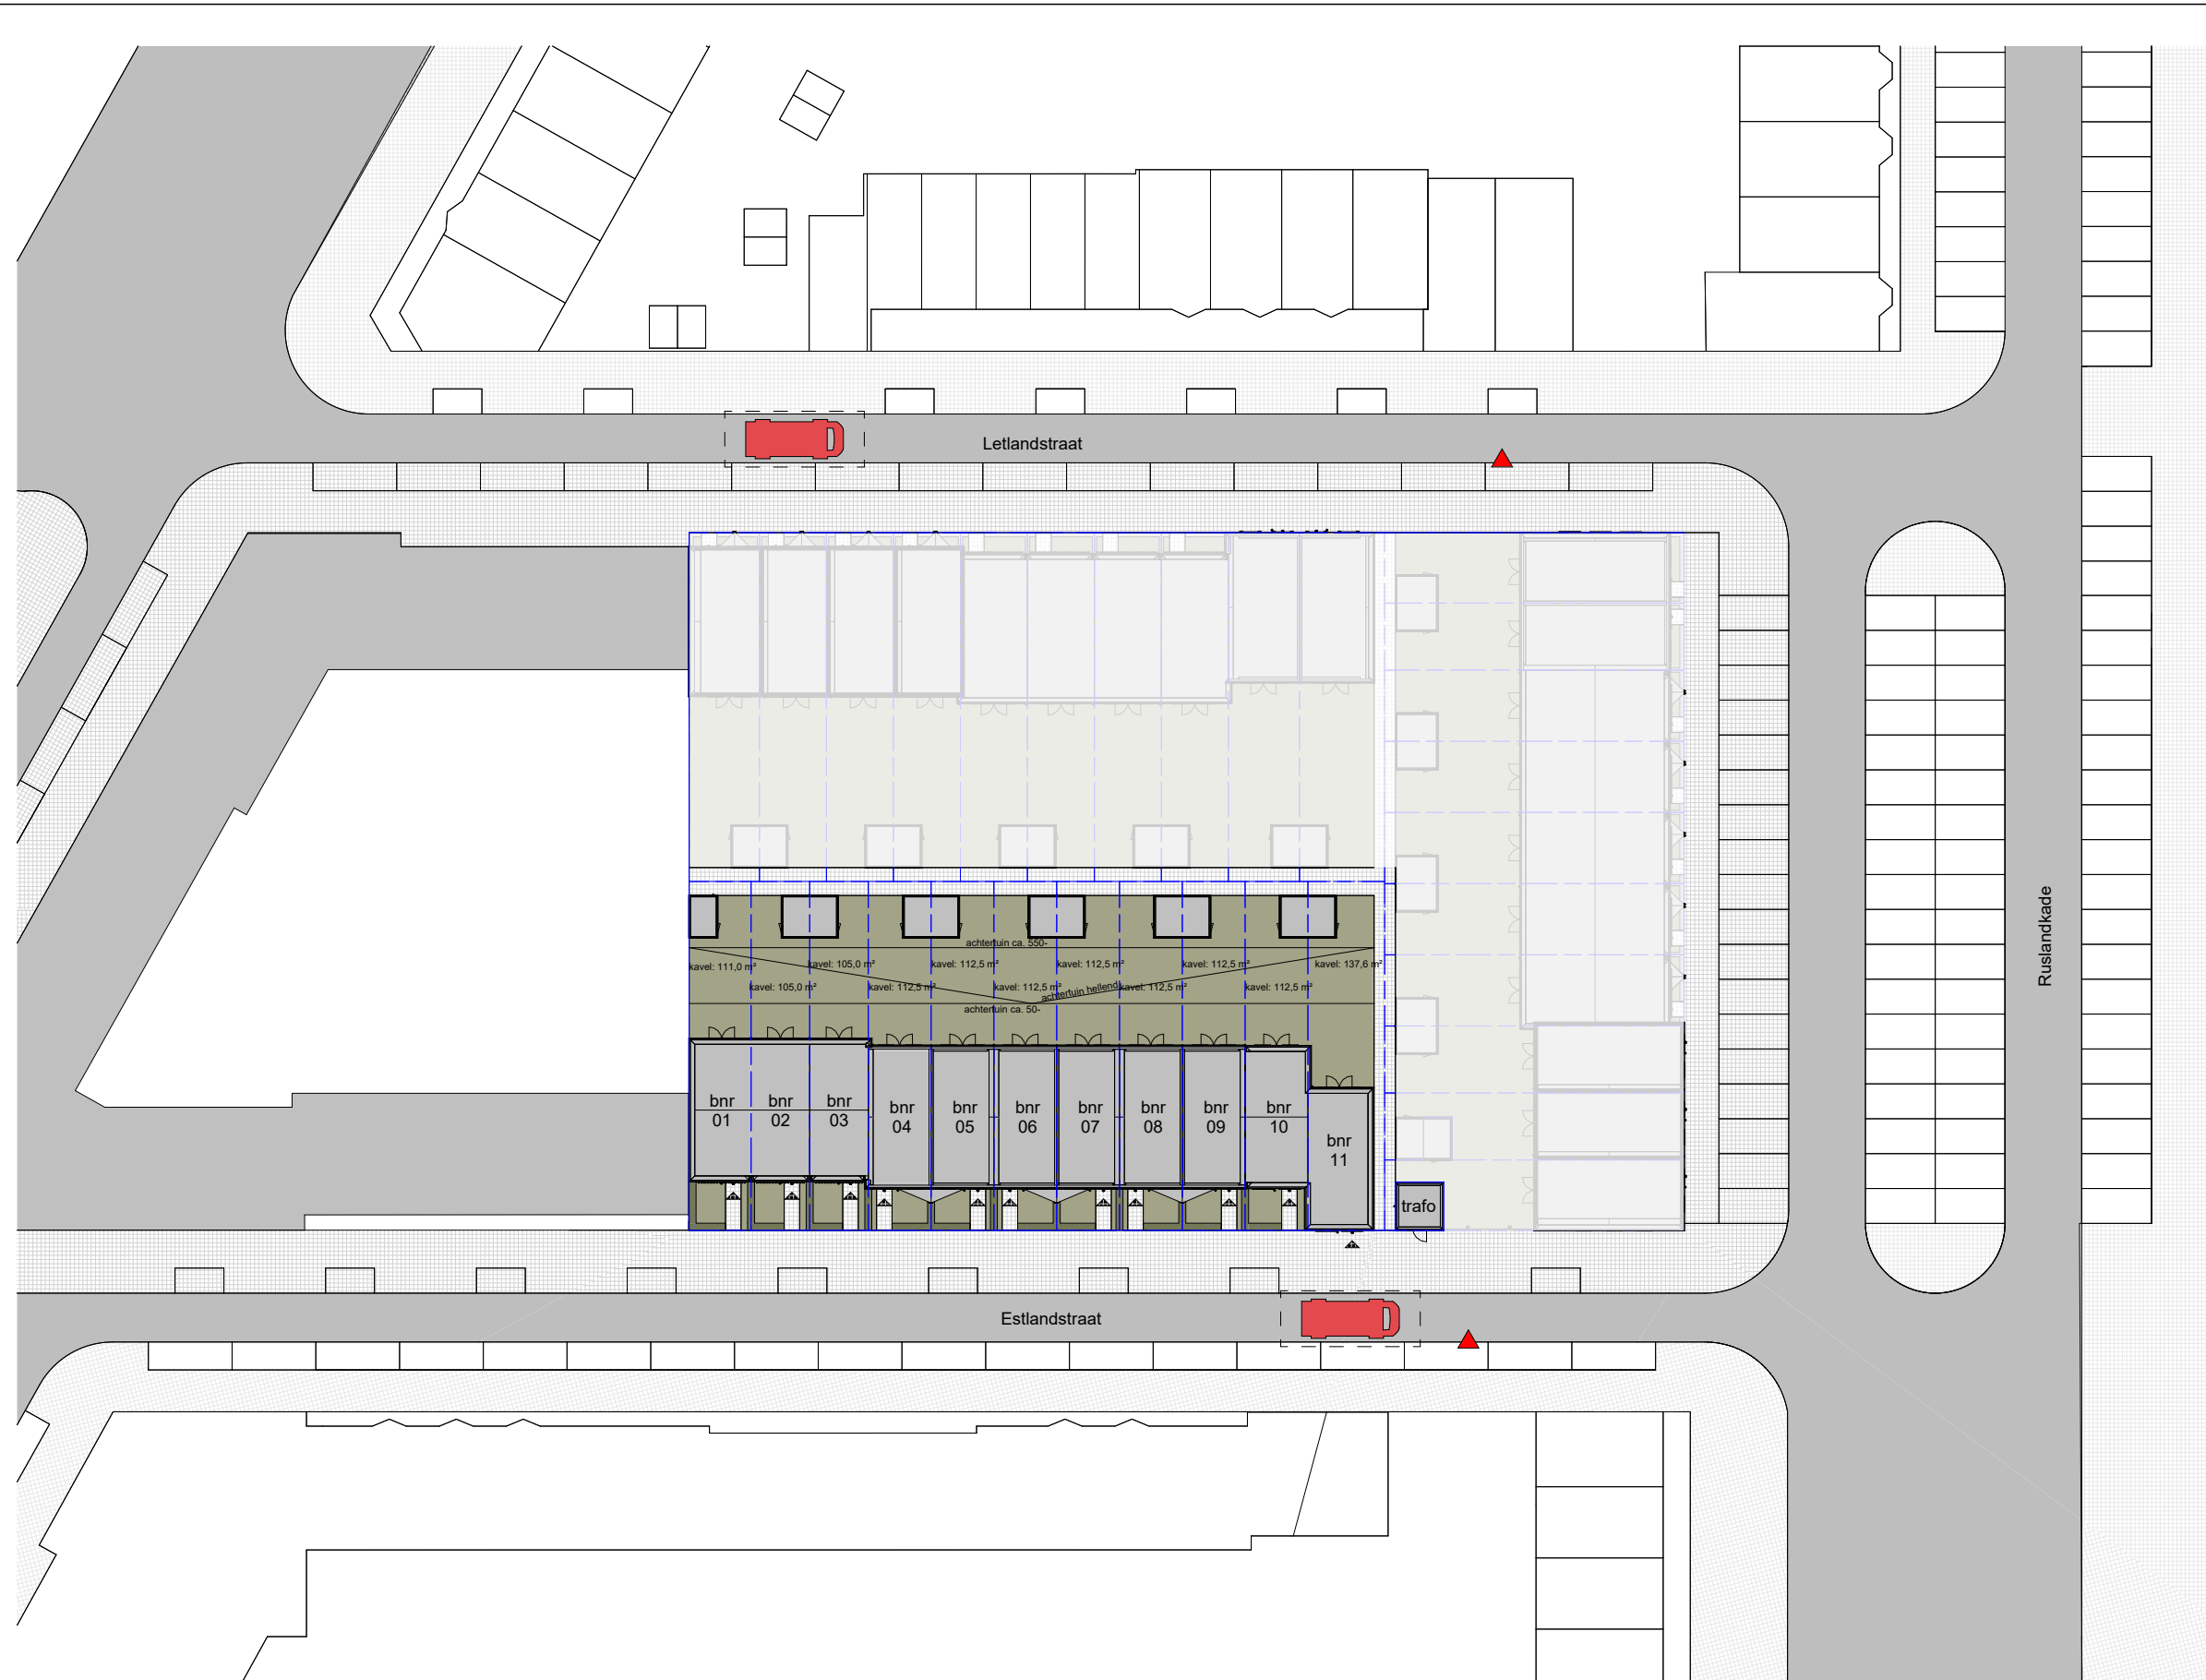 Letlandstraat
Ruslandkade
achtertuin ca. 550-
kavel: 111,0 m²
kavel: 105,0 m²
kavel: 112,5 m²
kavel: 112,5 m²
kavel: 112,5 m²
kavel: 137,6 m²
kavel: 105,0 m²
kavel: 112,5 m²
kavel: 112,5 m²
kavel: 112,5 m²
kavel: 112,5 m²
achtertuin hellend
achtertuin ca. 50-
bnr
01
bnr
02
bnr
03
bnr
04
bnr
05
bnr
06
bnr
07
bnr
08
bnr
09
bnr
10
bnr
11
trafo
Estlandstraat